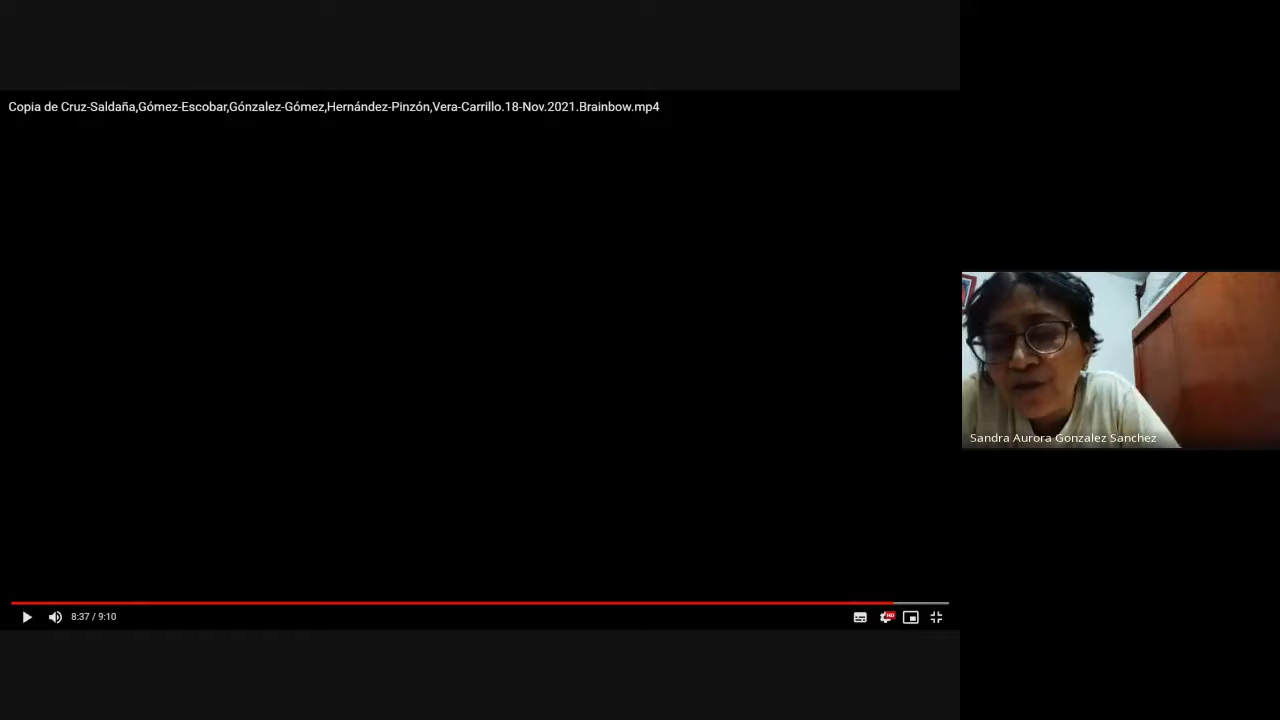 Copia de Cruz-Saldaña,Gómez-Escobar,Gónzalez-Gómez,Hernández-Pinzón,Vera-Carrillo.18-Nov.2021.Brainbow.mp4
Sandra Aurora Gonzalez Sanchez
8:37 / 9:10
HD